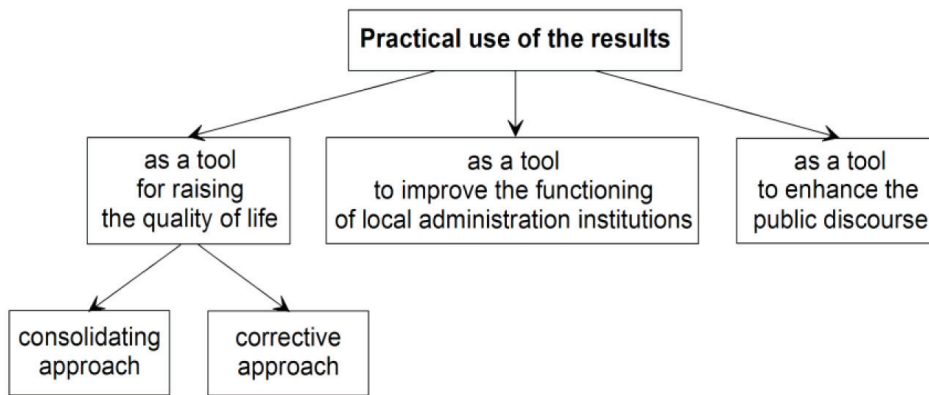 Practical use of the results
as a tool
for raising
the quality of life
as a tool
to improve the functioning
of local administration institutions
as a tool
to enhance the
public discourse
consolidating
approach
corrective
approach